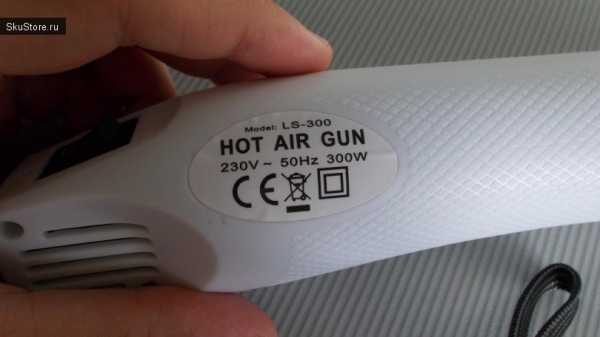 SkuStore.ru
Model: LS-300
HOT AIR GUN
230V ~ 50Hz 300W
CE